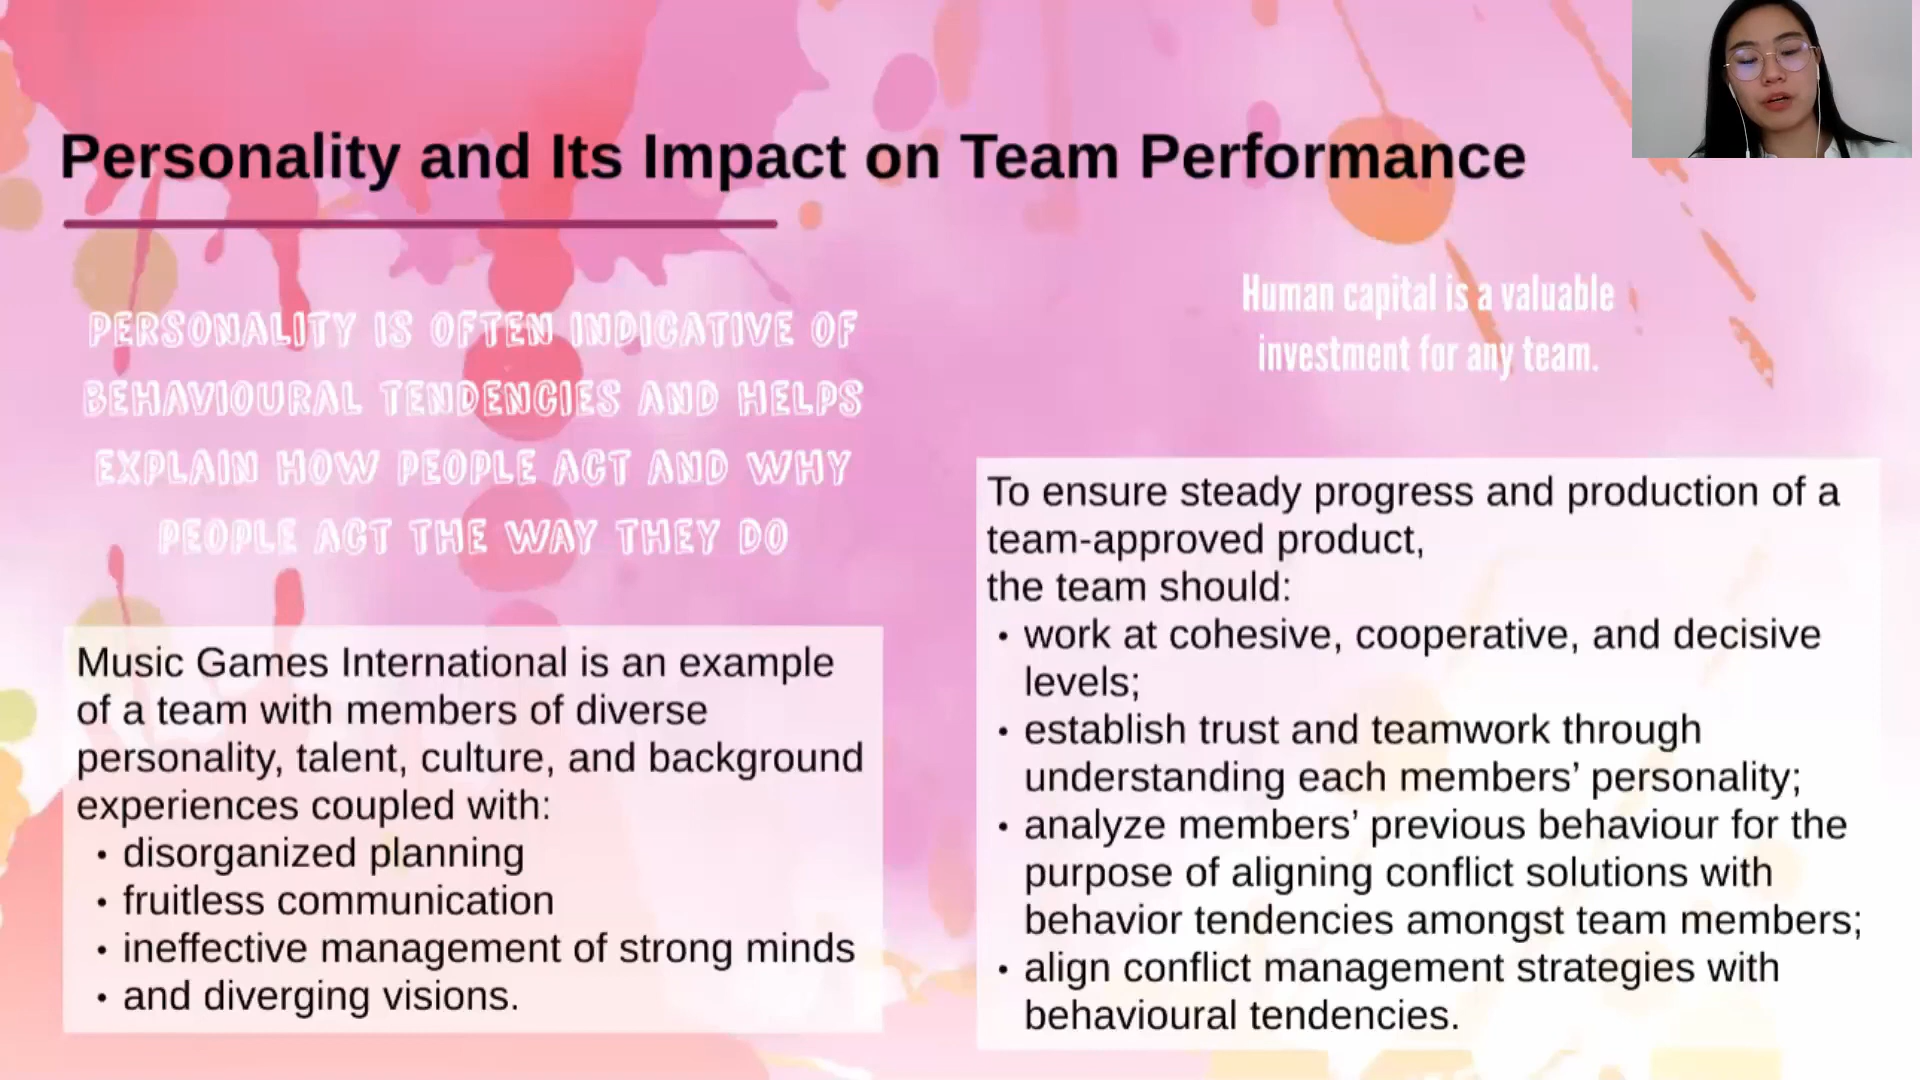 Personality and Its Impact on Team Performance
PERSONALITY IS OFTEN INDICATIVE OF
BEHAVIOURAL TENDENCIES AND HELPS
EXPLAIN HOW PEOPLE ACT AND WHY
PEOPLE ACT THE WAY THEY DO
Music Games International is an example
of a team with members of diverse
personality, talent, culture, and background
experiences coupled with:
• disorganized planning
• fruitless communication
• ineffective management of strong minds
• and diverging visions.
Human capital is a valuable
investment for any team.
To ensure steady progress and production of a
team-approved product,
the team should:
• work at cohesive, cooperative, and decisive
levels;
• establish trust and teamwork through
understanding each members’ personality;
• analyze members’ previous behaviour for the
purpose of aligning conflict solutions with
behavior tendencies amongst team members;
• align conflict management strategies with
behavioural tendencies.